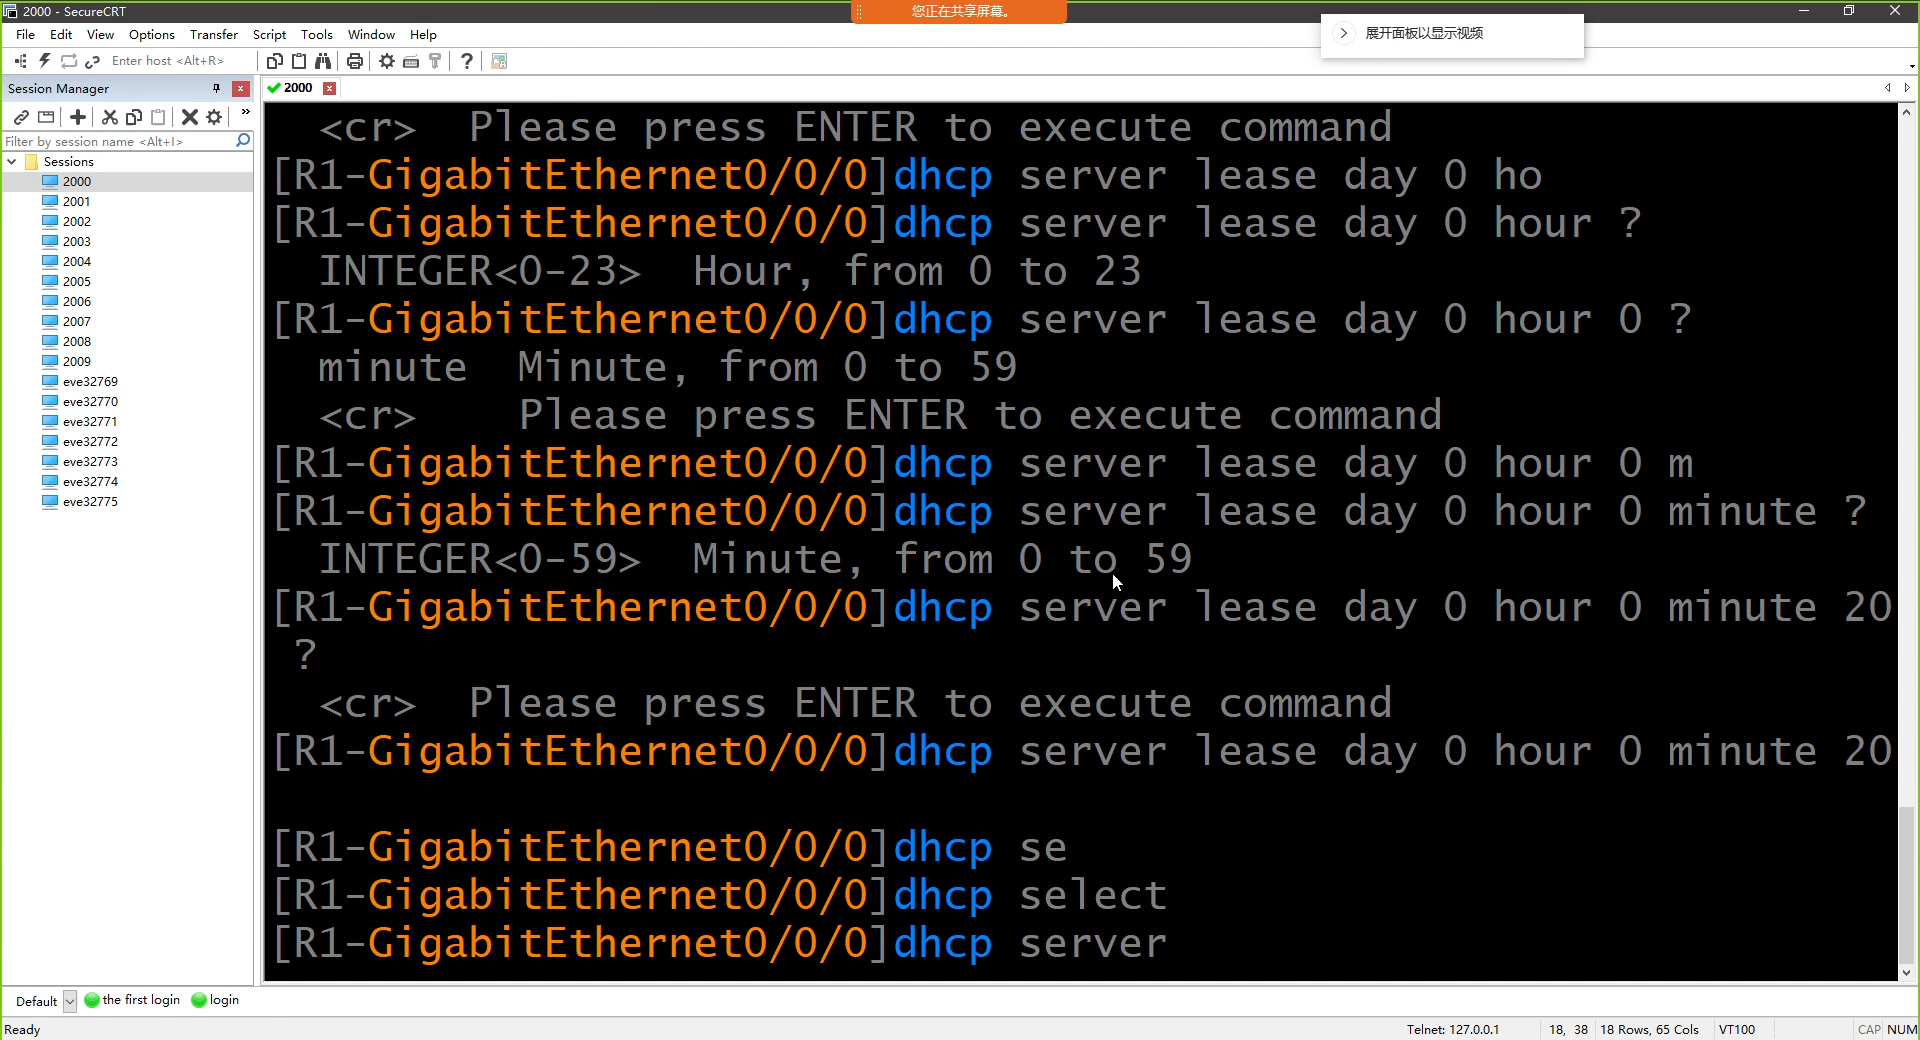 2000 - SecureCRT
您正在共享屏幕。
展开面板以显示视频
File Edit View Options Transfer Script Tools Window Help
Enter host <Alt+R>
Session Manager
2000
Filter by session name <Alt+I>
Sessions
2000
2001
2002
2003
2004
2005
2006
2007
2008
2009
eve32769
eve32770
eve32771
eve32772
eve32773
eve32774
eve32775
<cr>  Please press ENTER to execute command
[R1-GigabitEthernet0/0/0]dhcp server lease day 0 ho
[R1-GigabitEthernet0/0/0]dhcp server lease day 0 hour ?
INTEGER<0-23>  Hour, from 0 to 23
[R1-GigabitEthernet0/0/0]dhcp server lease day 0 hour 0 ?
minute  Minute, from 0 to 59
<cr>    Please press ENTER to execute command
[R1-GigabitEthernet0/0/0]dhcp server lease day 0 hour 0 m
[R1-GigabitEthernet0/0/0]dhcp server lease day 0 hour 0 minute ?
INTEGER<0-59>  Minute, from 0 to 59
[R1-GigabitEthernet0/0/0]dhcp server lease day 0 hour 0 minute 20
?
<cr>  Please press ENTER to execute command
[R1-GigabitEthernet0/0/0]dhcp server lease day 0 hour 0 minute 20
[R1-GigabitEthernet0/0/0]dhcp se
[R1-GigabitEthernet0/0/0]dhcp select
[R1-GigabitEthernet0/0/0]dhcp server
Default the first login login
Ready Telnet: 127.0.0.1 18, 38 18 Rows, 65 Cols VT100 CAP NUM